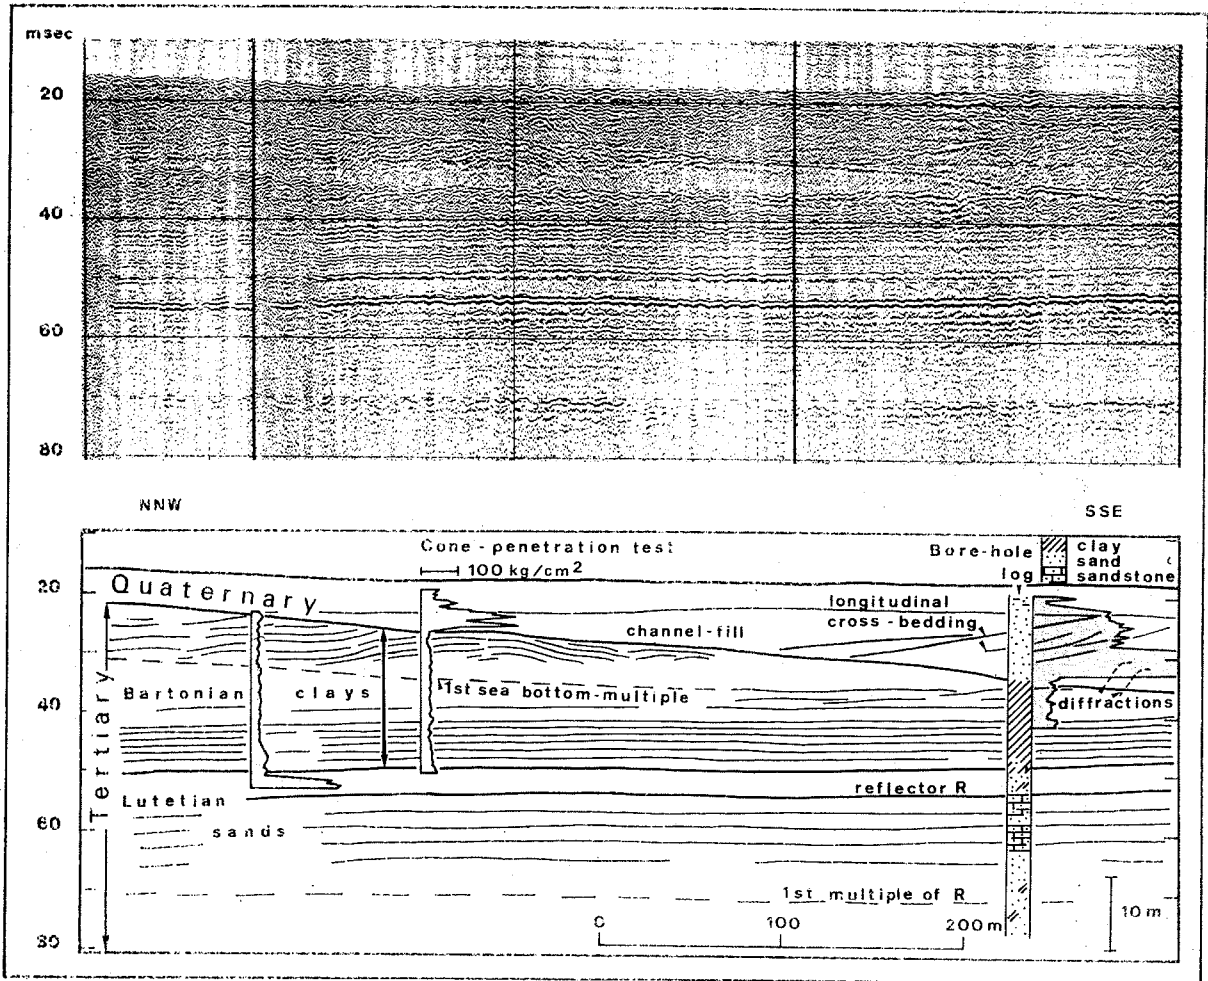 msec
20
40
60
80
NNW
SSE
Cone-penetration test
100 kg/cm2
Bore-hole
log
clay
sand
sandstone
20
Quaternary
longitudinal
cross-bedding
channel-fill
Bartonian clays
1st sea bottom-multiple
40
diffractions
Tertiary
reflector R
Lutetian
sands
60
1st multiple of R
0
100
200m
10 m
80